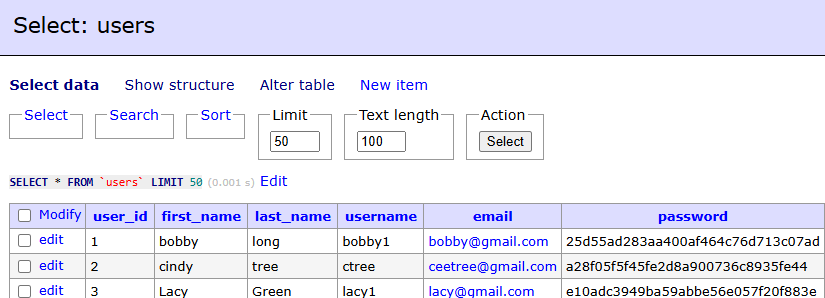 Select: users
Select data Show structure Alter table New item
Select Search Sort Limit Text length Action
50 100 Select
SELECT * FROM `users` LIMIT 50 (0.001 s) Edit
Modify user_id first_name last_name username email password
edit 1 bobby long bobby1 bobby@gmail.com 25d55ad283aa400af464c76d713c07ad
edit 2 cindy tree ctree ceetree@gmail.com a28f05f5f45fe2d8a900736c8935fe44
edit 3 Lacy Green lacy1 lacy@gmail.com e10adc3949ba59abbe56e057f20f883e